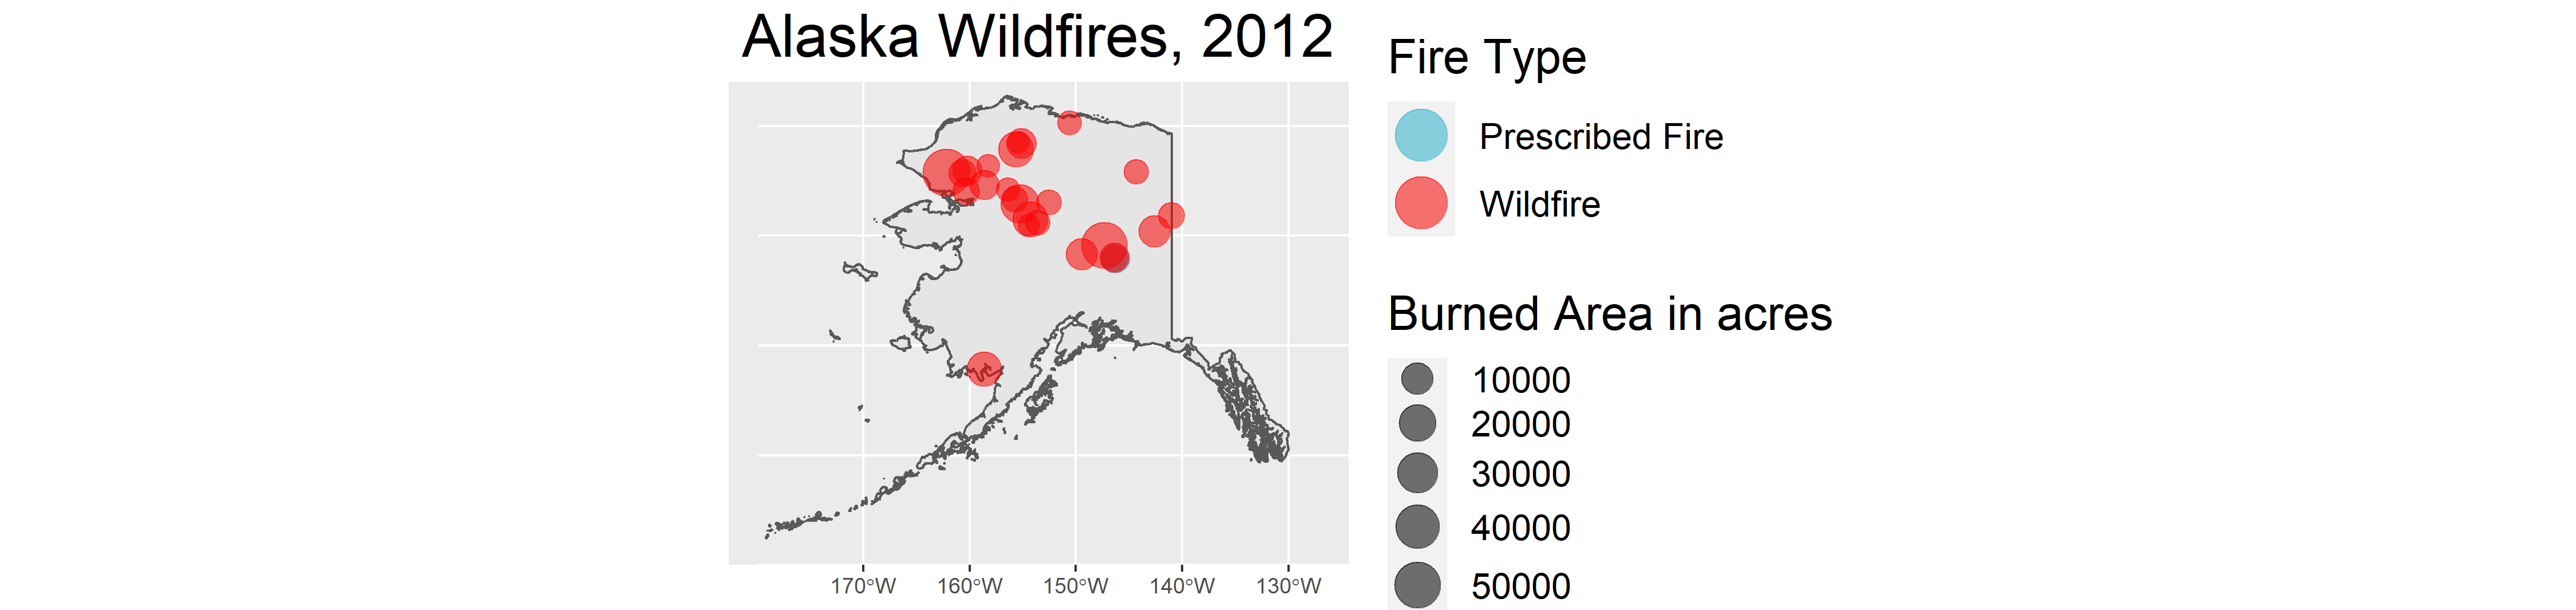 Alaska Wildfires, 2012
170°W 160°W 150°W 140°W 130°W
Fire Type
Prescribed Fire
Wildfire
Burned Area in acres
10000
20000
30000
40000
50000